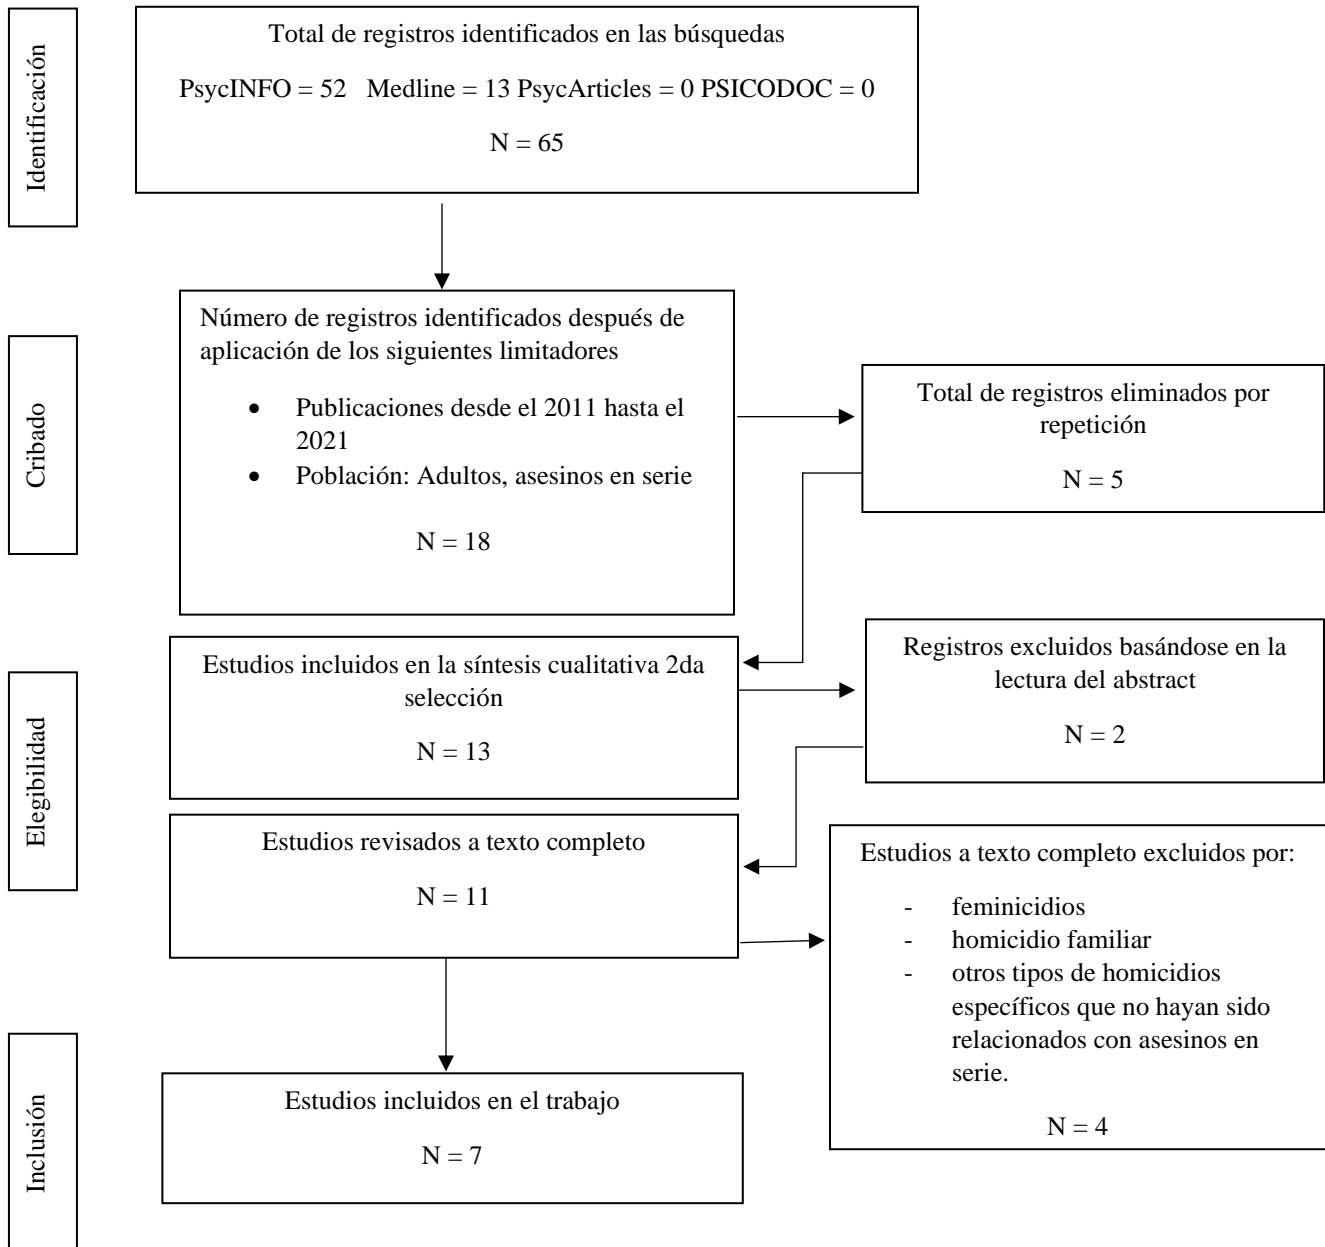 Identificación
Total de registros identificados en las búsquedas
PsycINFO = 52 Medline = 13 PsycArticles = 0 PSICODOC = 0
N = 65
Cribado
Número de registros identificados después de
aplicación de los siguientes limitadores
• Publicaciones desde el 2011 hasta el
2021
• Población: Adultos, asesinos en serie
N = 18
Total de registros eliminados por
repetición
N = 5
Elegibilidad
Estudios incluidos en la síntesis cualitativa 2da
selección
N = 13
Registros excluidos basándose en la
lectura del abstract
N = 2
Estudios revisados a texto completo
N = 11
Estudios a texto completo excluidos por:
- feminicidios
- homicidio familiar
- otros tipos de homicidios
específicos que no hayan sido
relacionados con asesinos en
serie.
N = 4
Inclusión
Estudios incluidos en el trabajo
N = 7